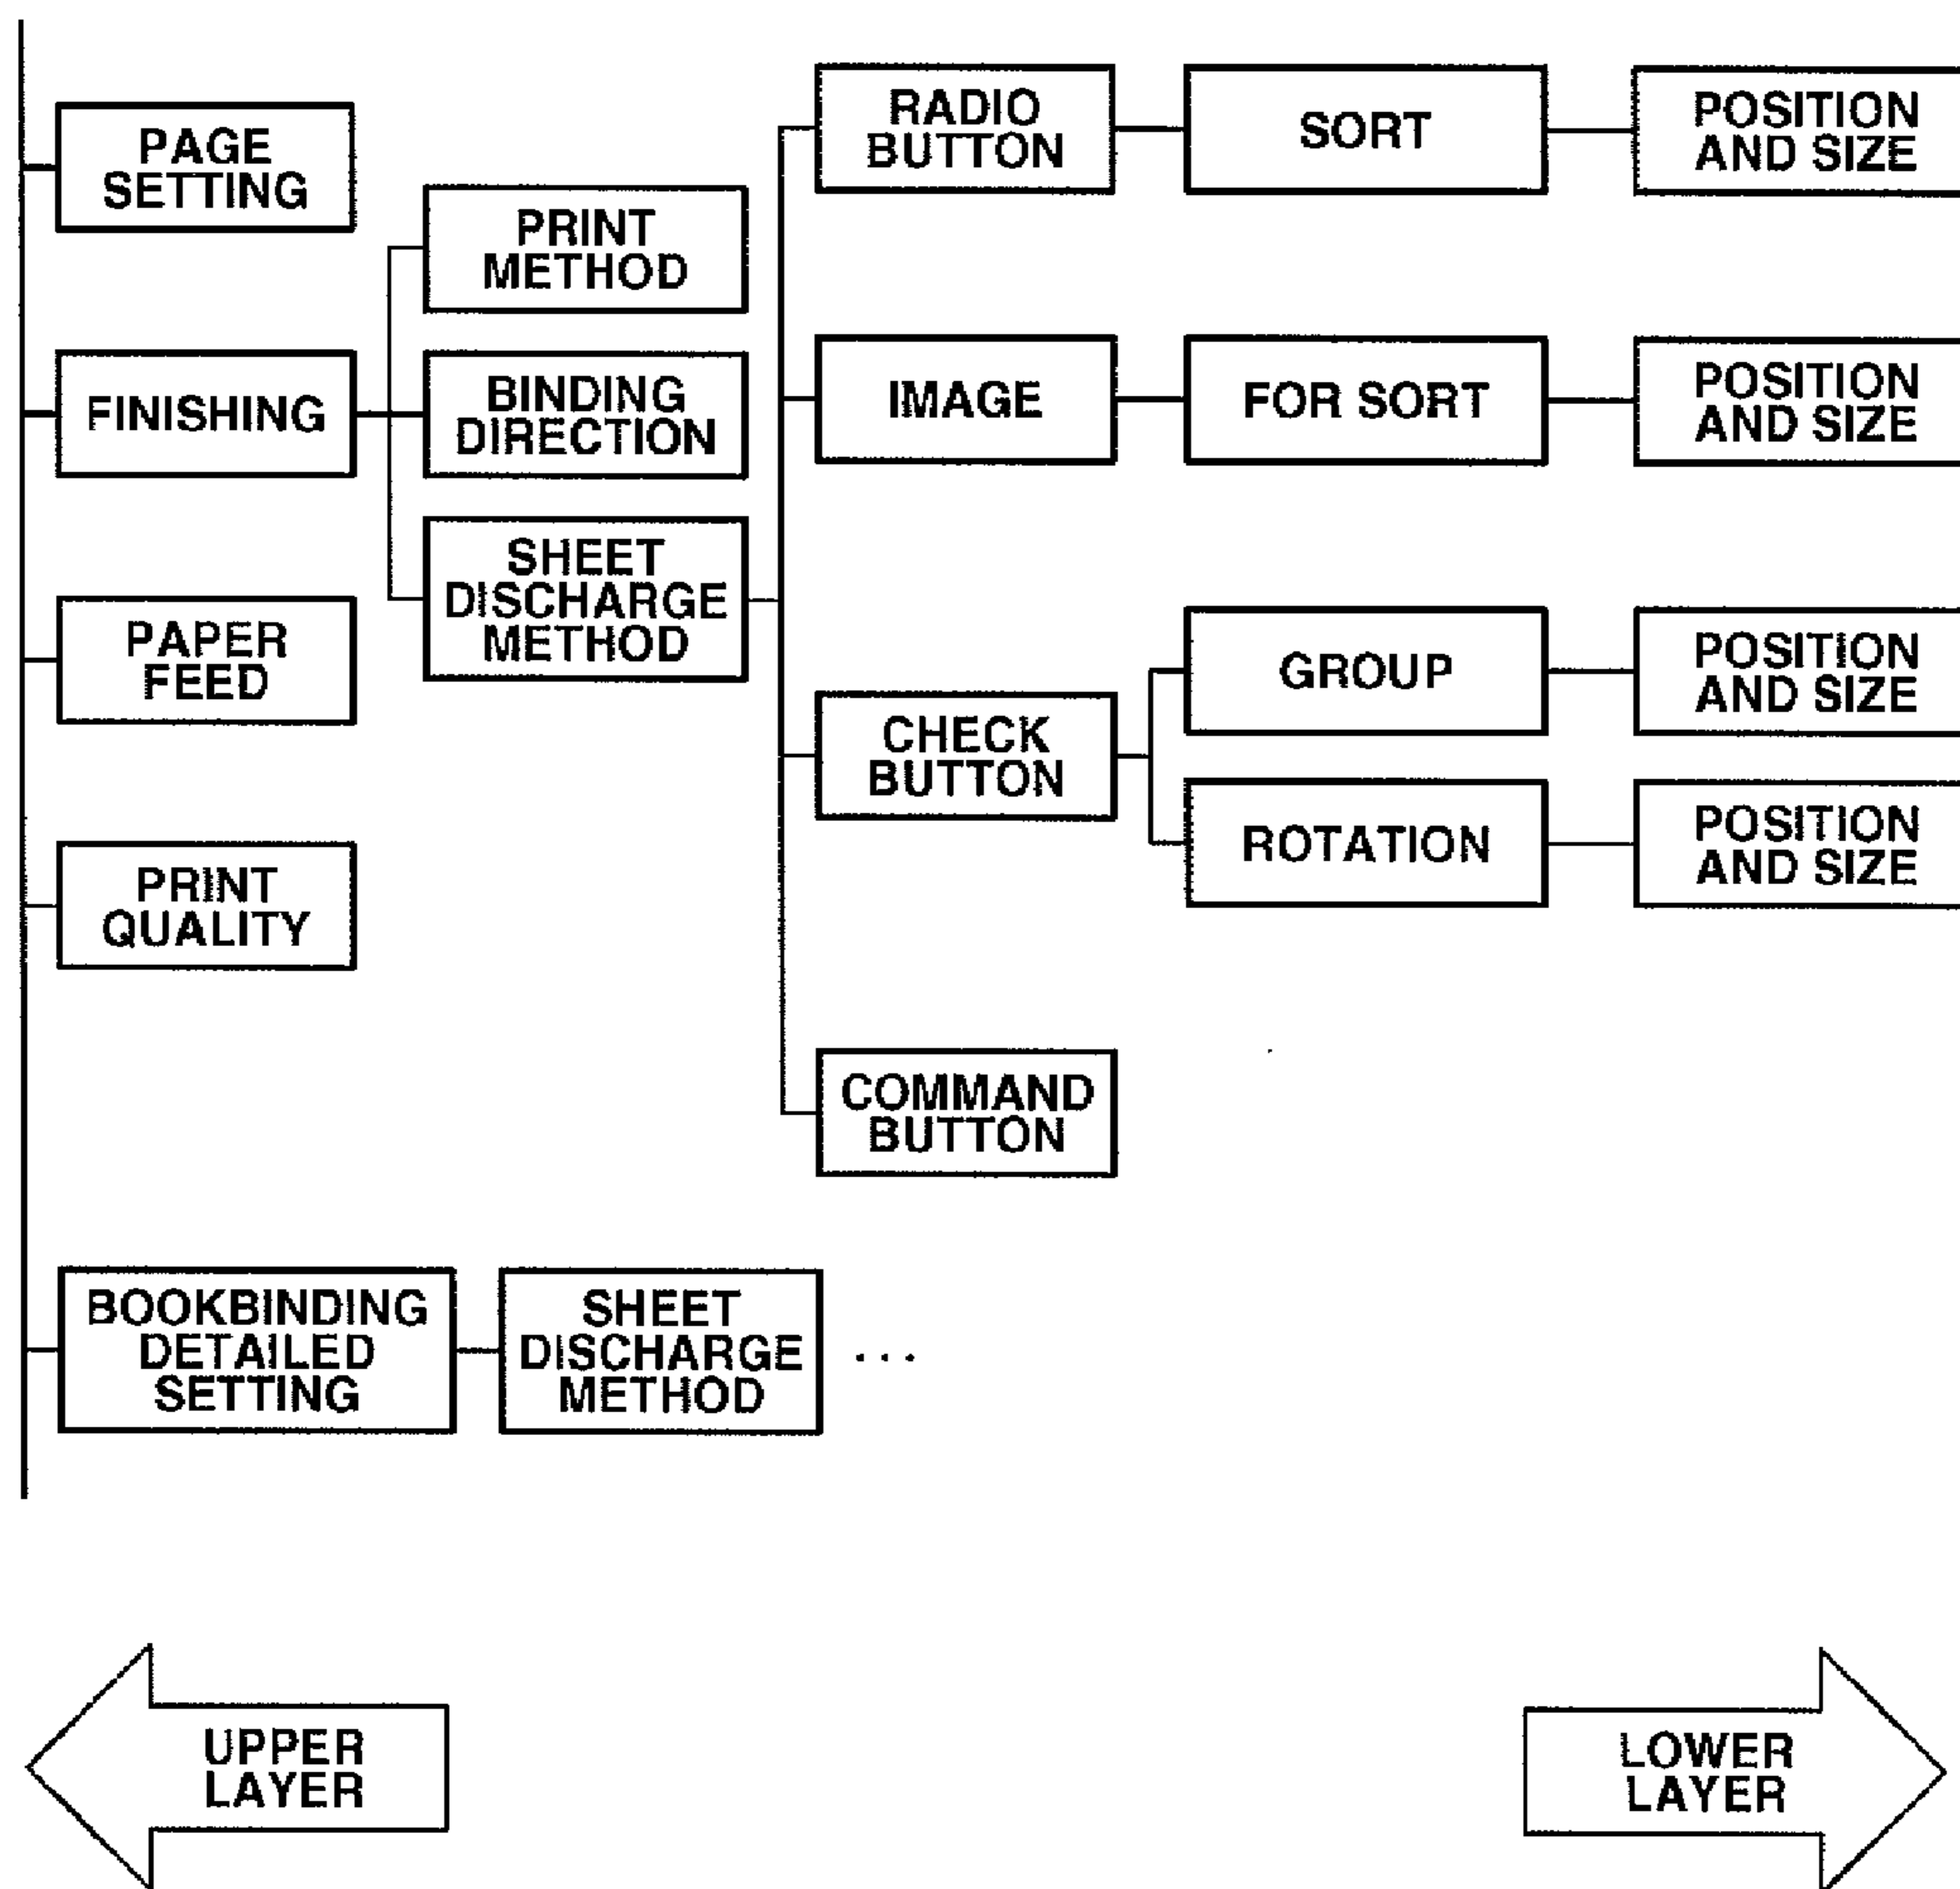 PAGE
SETTING
FINISHING
PAPER
FEED
PRINT
QUALITY
BOOKBINDING
DETAILED
SETTING
PRINT
METHOD
BINDING
DIRECTION
SHEET
DISCHARGE
METHOD
SHEET
DISCHARGE
METHOD
...
RADIO
BUTTON
IMAGE
CHECK
BUTTON
COMMAND
BUTTON
SORT
FOR SORT
GROUP
ROTATION
POSITION
AND SIZE
POSITION
AND SIZE
POSITION
AND SIZE
POSITION
AND SIZE
UPPER
LAYER
LOWER
LAYER